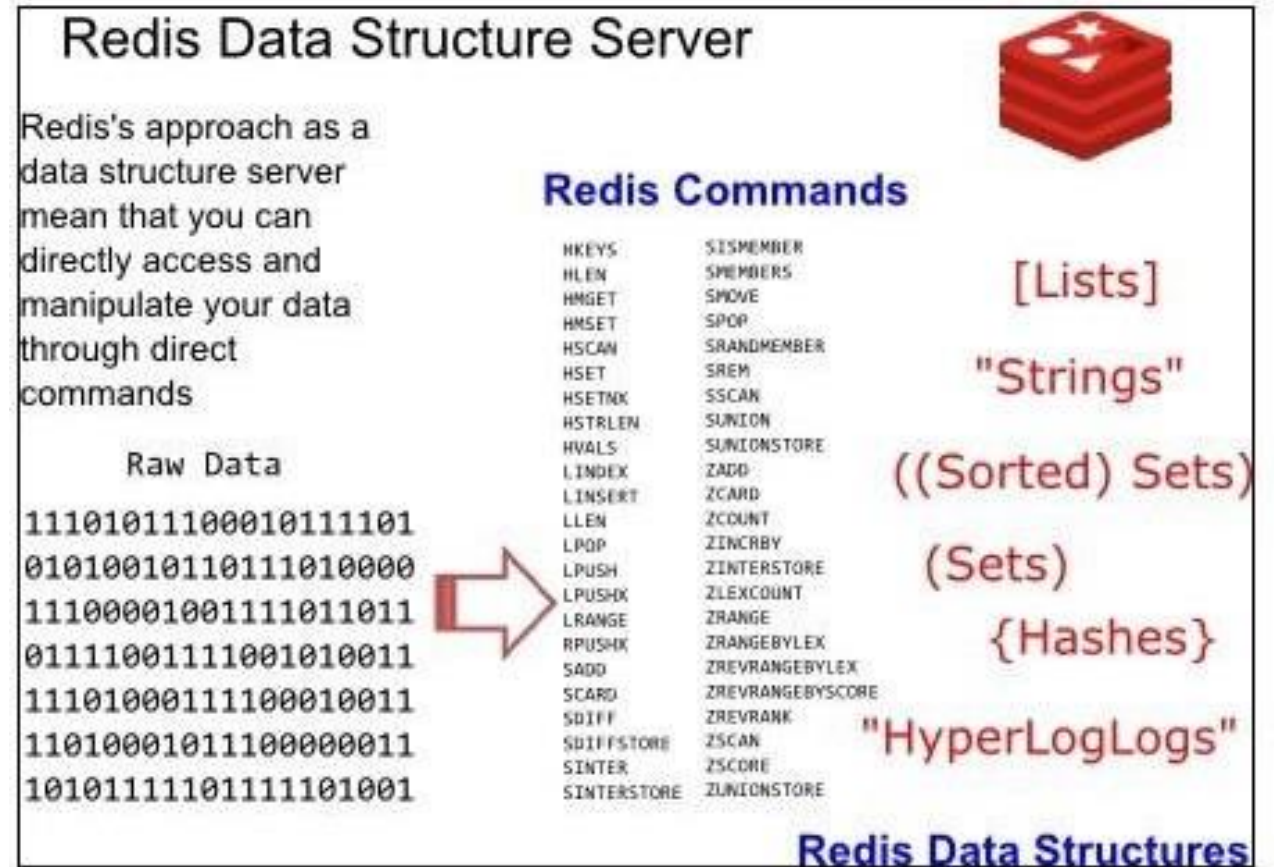 Redis Data Structure Server
Redis's approach as a
data structure server
mean that you can
directly access and
manipulate your data
through direct
commands
Raw Data
11101011100010111101
01010010110111010000
11100001001111011011
01111001111001010011
11101000111100010011
11010001011100000011
10101111101111101001
Redis Commands
HKEYS
HLEN
HMGET
HMSET
HSCAN
HSET
HSETNX
HSTRLEN
HVALS
LINDEX
LINSERT
LLEN
LPOP
LPUSH
LPUSHX
LRANGE
RPUSHX
SADD
SCARD
SDIFF
SDIFFSTORE
SINTER
SINTERSTORE
SISMEMBER
SMEMBERS
SMOVE
SPOP
SRANDMEMBER
SREM
SSCAN
SUNION
SUNIONSTORE
ZADD
ZCARD
ZCOUNT
ZINCRBY
ZINTERSTORE
ZLEXCOUNT
ZRANGE
ZRANGEBYLEX
ZREVRANGEBYLEX
ZREVRANGEBYSCORE
ZREVRANK
ZSCAN
ZSCORE
ZUNIONSTORE
[Lists]
"Strings"
((Sorted) Sets)
(Sets)
{Hashes}
"HyperLogLogs"
Redis Data Structures